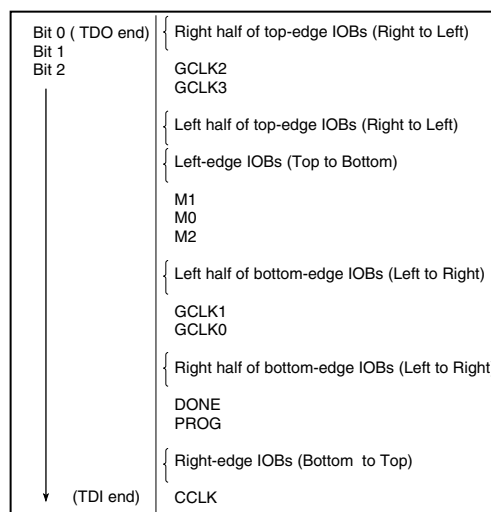 Bit 0 ( TDO end)
Bit 1
Bit 2
Right half of top-edge IOBs (Right to Left)
GCLK2
GCLK3
Left half of top-edge IOBs (Right to Left)
Left-edge IOBs (Top to Bottom)
M1
M0
M2
Left half of bottom-edge IOBs (Left to Right)
GCLK1
GCLK0
Right half of bottom-edge IOBs (Left to Right
DONE
PROG
Right-edge IOBs (Bottom to Top)
(TDI end)
CCLK